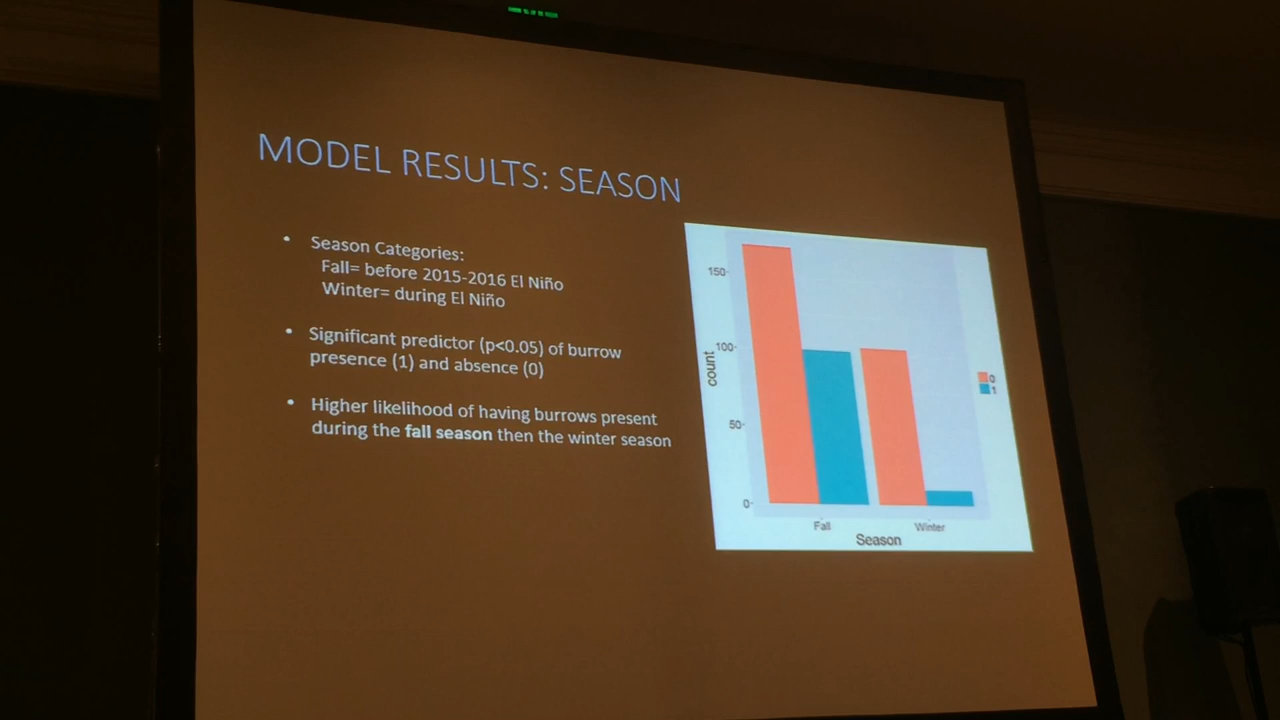 MODEL RESULTS: SEASON
• Season Categories:
Fall= before 2015-2016 El Niño
Winter= during El Niño
• Significant predictor (p<0.05) of burrow
presence (1) and absence (0)
• Higher likelihood of having burrows present
during the fall season then the winter season
150
100
50
0
count
Fall
Winter
Season
0
1